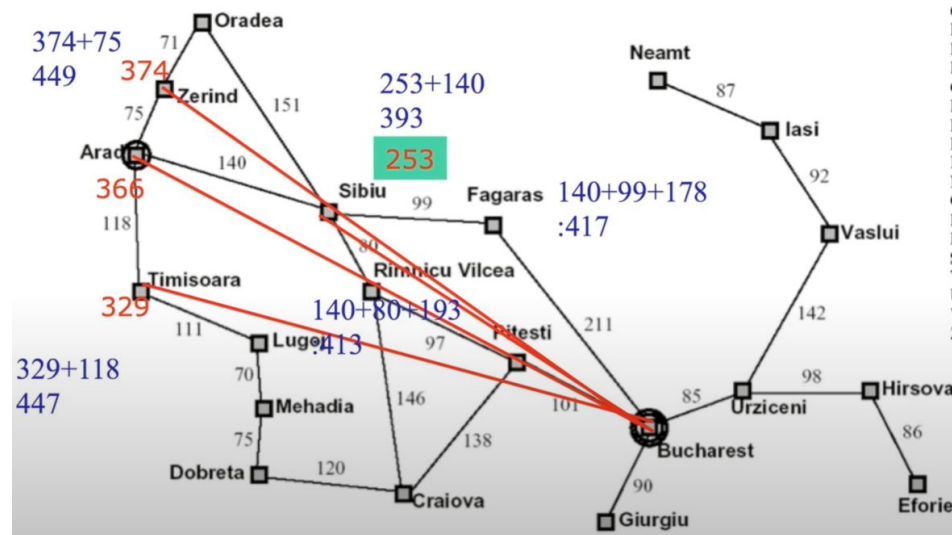 Oradea
71
374+75
449
374
Zerind
75
151
253+140
393
253
Neamt
87
Iasi
92
Arad
366
140
Sibiu
99
Fagaras
140+99+178
:417
Vaslui
118
80
Timisoara
329
Rimnicu Vilcea
140+80+193
:413
111
Lugoj
97
Pitesti
211
142
329+118
447
70
Mehadia
146
101
85
Urziceni
98
Hirsova
75
138
Bucharest
86
Dobreta
120
Craiova
90
Giurgiu
Eforie